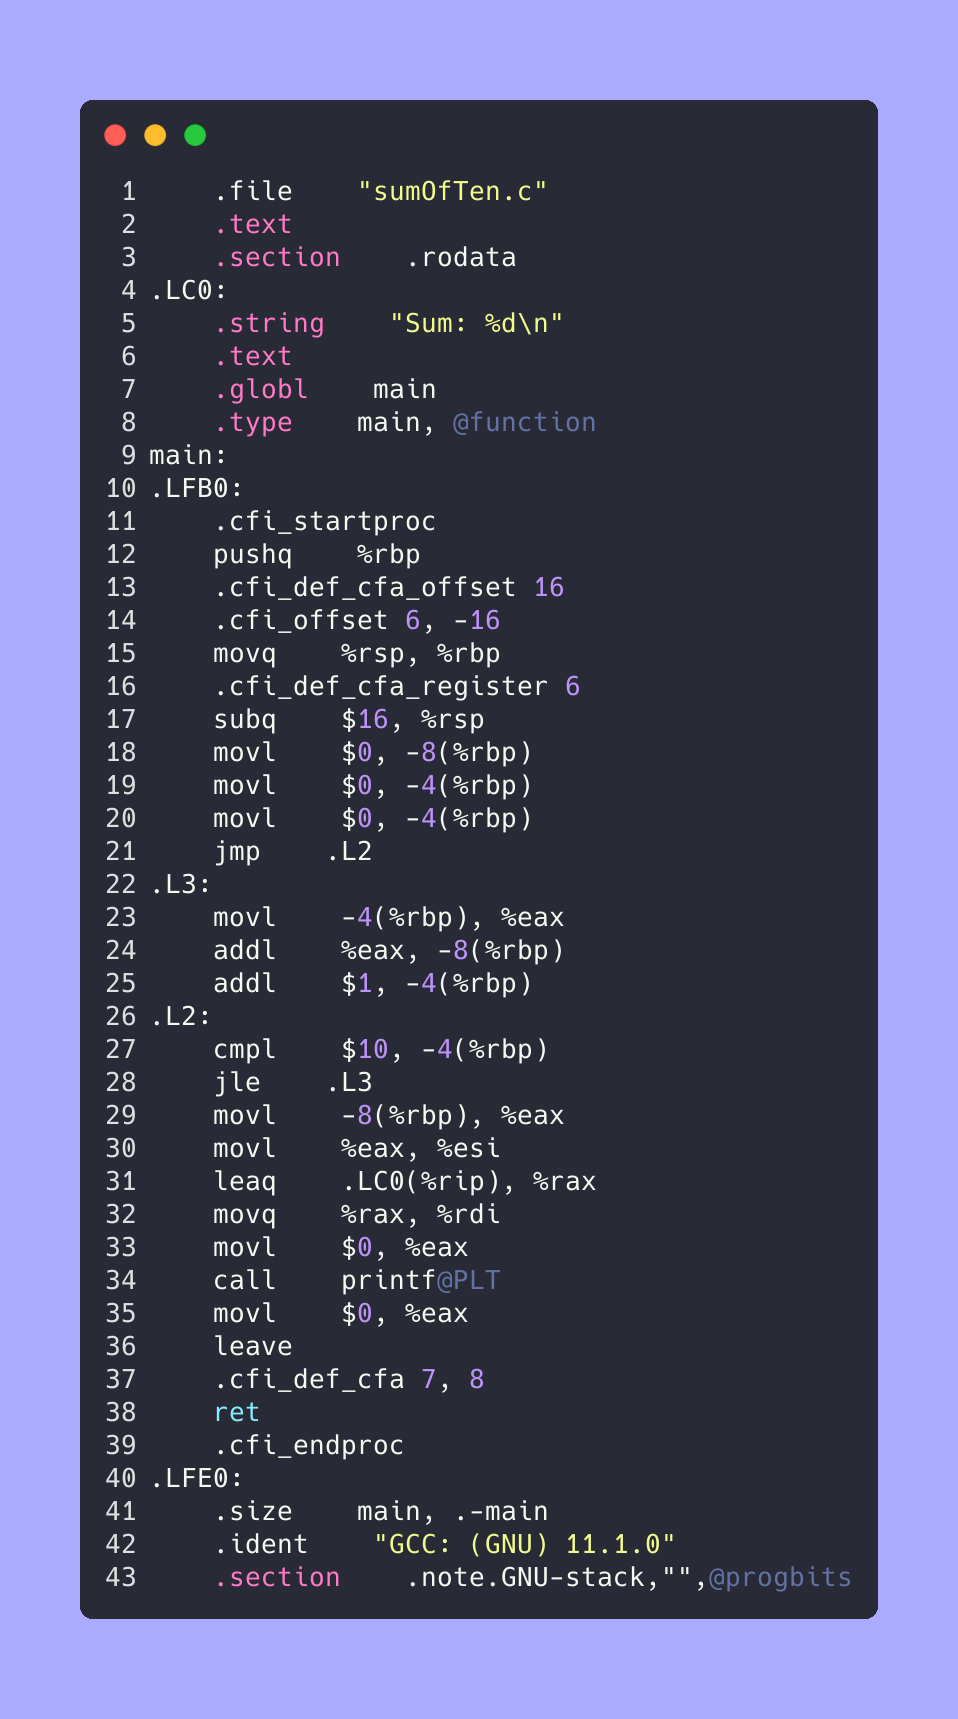 1 .file "sumOfTen.c"
2 .text
3 .section .rodata
4 .LC0:
5 .string "Sum: %d\n"
6 .text
7 .globl main
8 .type main, @function
9 main:
10 .LFB0:
11 .cfi_startproc
12 pushq %rbp
13 .cfi_def_cfa_offset 16
14 .cfi_offset 6, -16
15 movq %rsp, %rbp
16 .cfi_def_cfa_register 6
17 subq $16, %rsp
18 movl $0, -8(%rbp)
19 movl $0, -4(%rbp)
20 movl $0, -4(%rbp)
21 jmp .L2
22 .L3:
23 movl -4(%rbp), %eax
24 addl %eax, -8(%rbp)
25 addl $1, -4(%rbp)
26 .L2:
27 cmpl $10, -4(%rbp)
28 jle .L3
29 movl -8(%rbp), %eax
30 movl %eax, %esi
31 leaq .LC0(%rip), %rax
32 movq %rax, %rdi
33 movl $0, %eax
34 call printf@PLT
35 movl $0, %eax
36 leave
37 .cfi_def_cfa 7, 8
38 ret
39 .cfi_endproc
40 .LFE0:
41 .size main, .-main
42 .ident "GCC: (GNU) 11.1.0"
43 .section .note.GNU-stack,"",@progbits